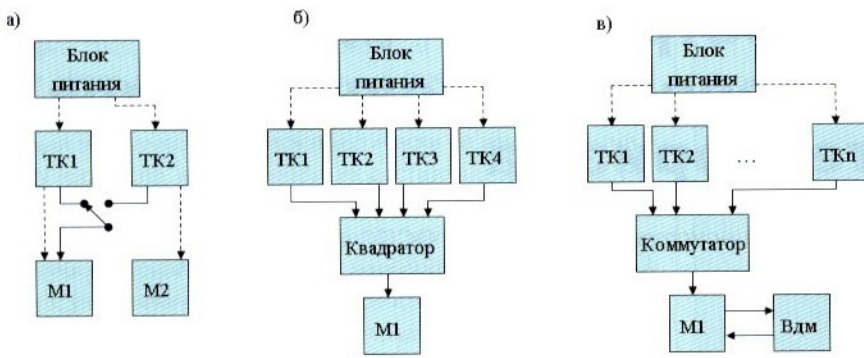 а)
Блок
питания
ТК1
ТК2
М1
М2
б)
Блок
питания
ТК1
ТК2
ТК3
ТК4
Квадратор
М1
в)
Блок
питания
ТК1
ТК2
...
ТКn
Коммутатор
М1
Вдм